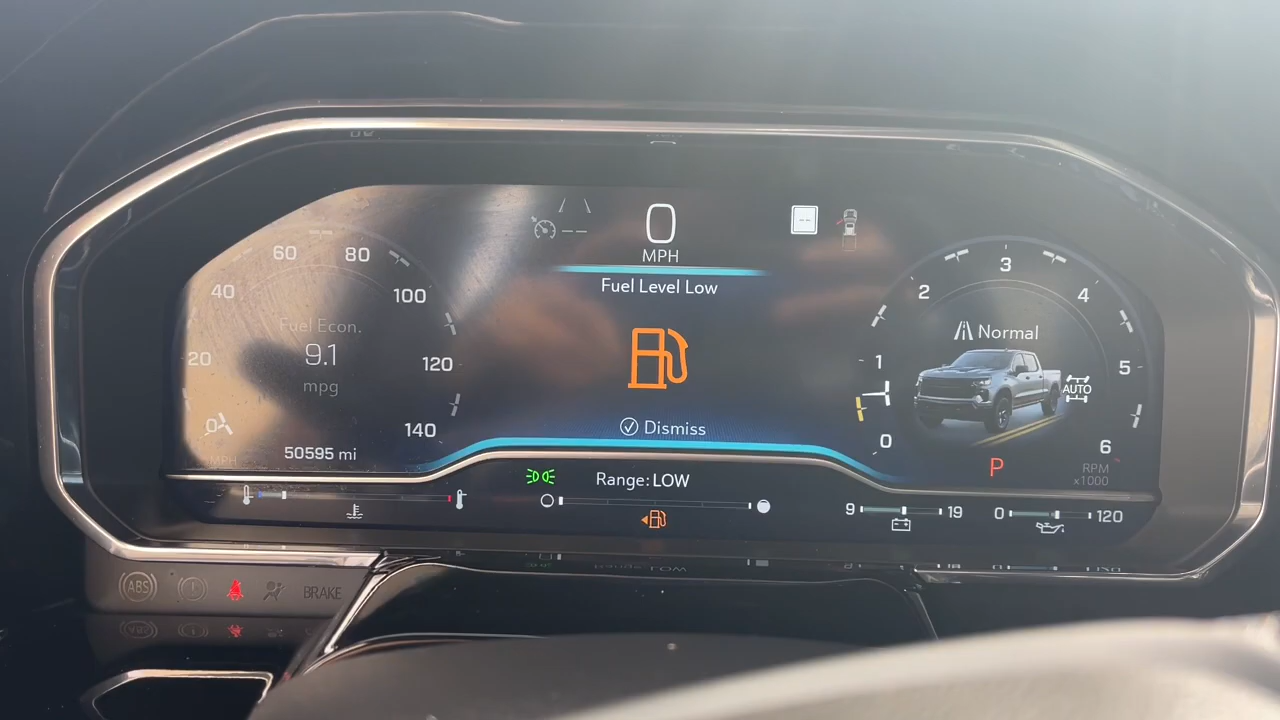 0
MPH
Fuel Level Low
Dismiss
0
20
40
60
80
100
120
140
MPH
Fuel Econ.
9.1
mpg
50595 mi
0
1
2
3
4
5
6
RPM
x1000
Normal
AUTO
P
Range: LOW
9
19
0
120
ABS
BRAKE